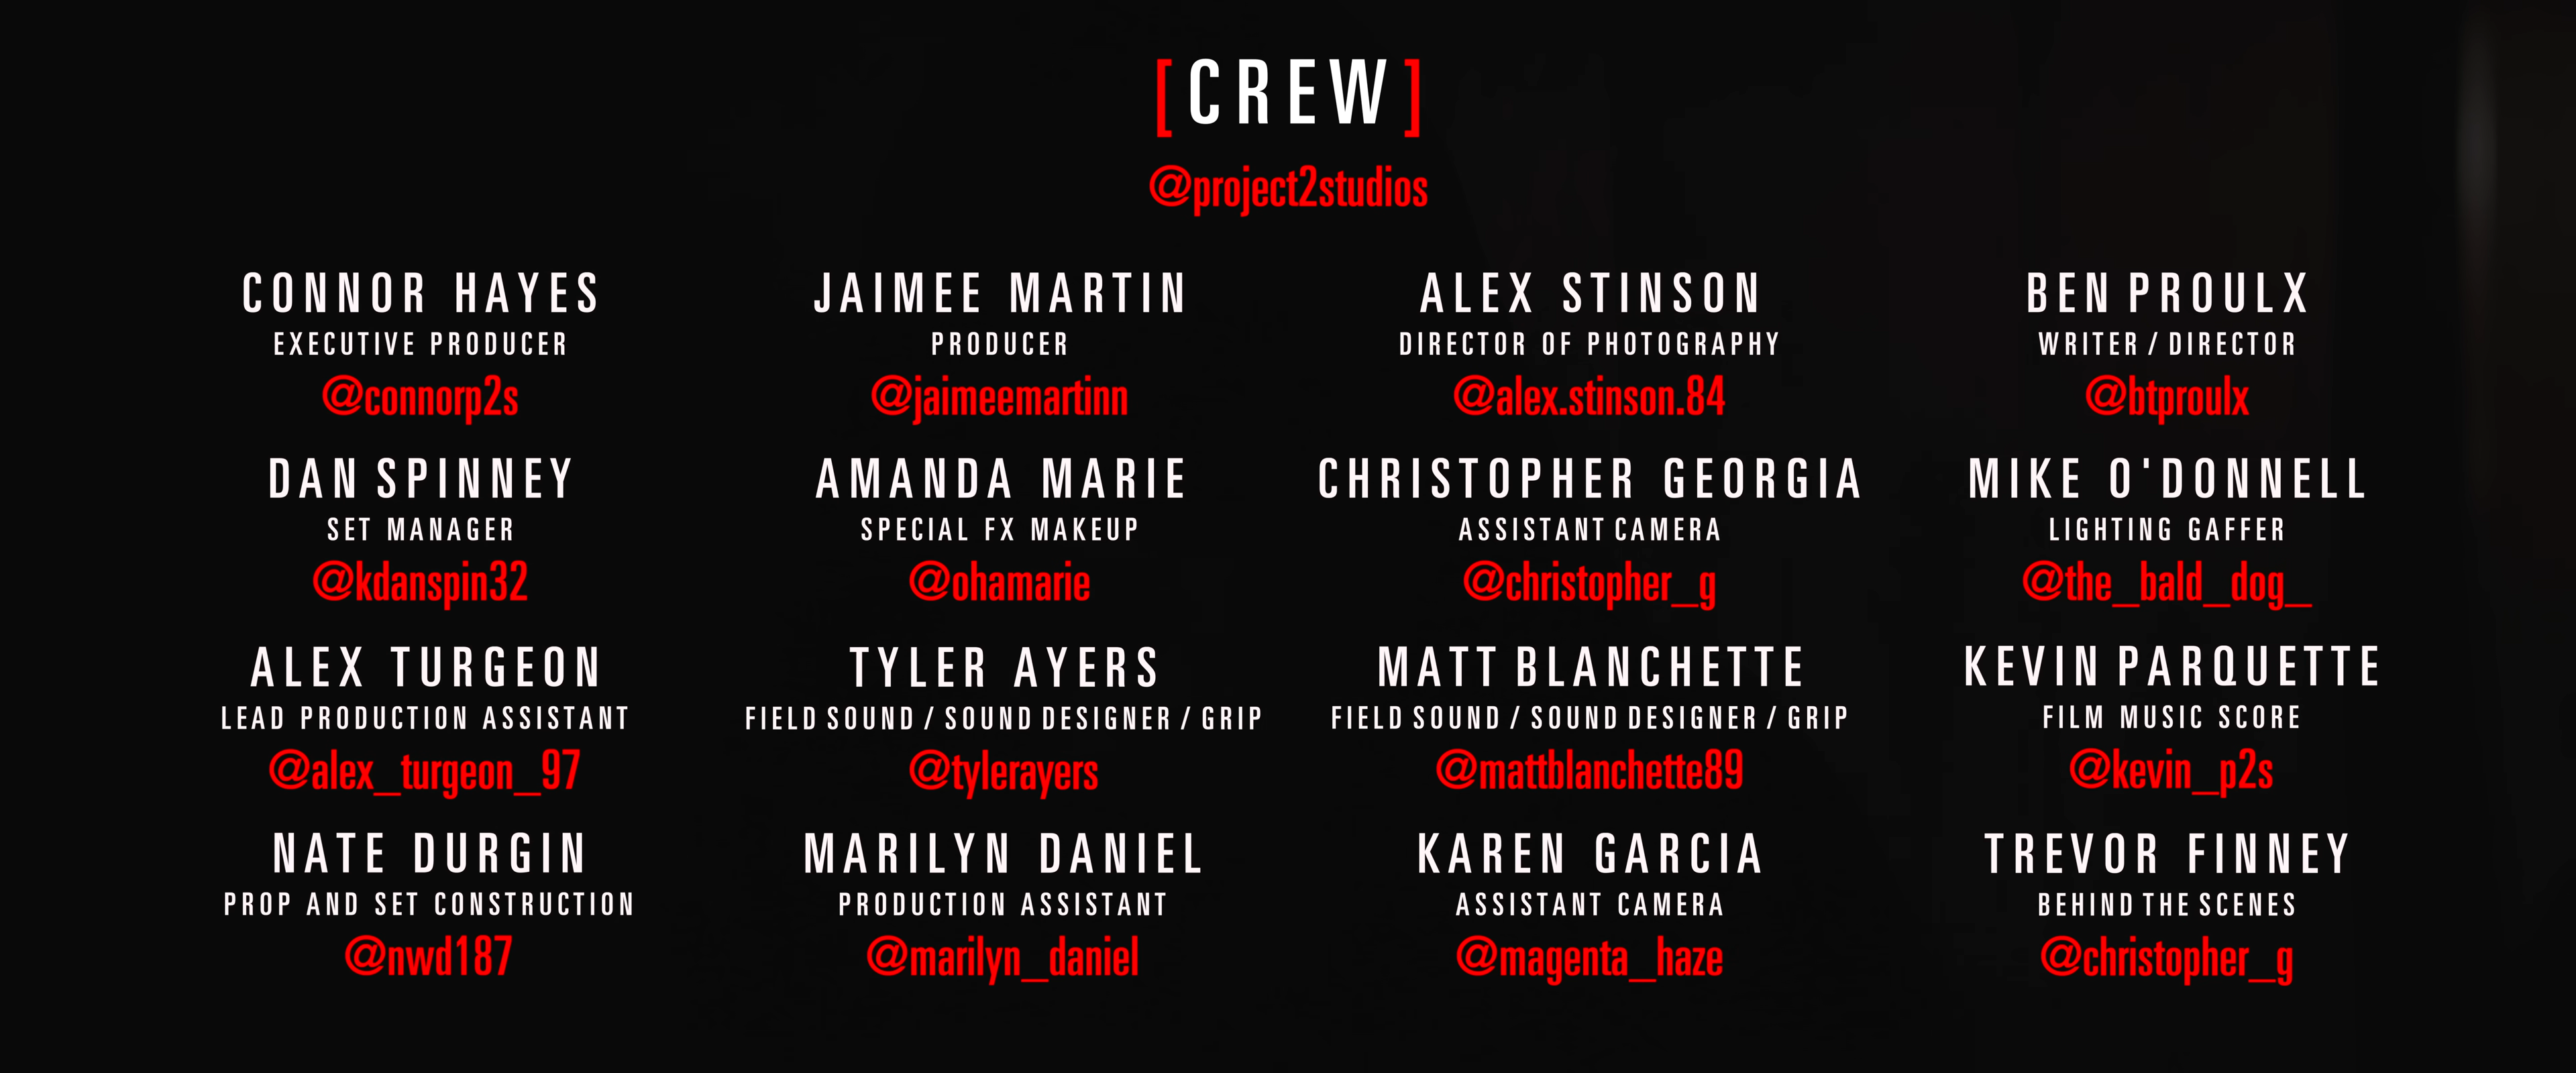 [CREW]
@project2studios
CONNOR HAYES
EXECUTIVE PRODUCER
@connorp2s
JAIMEE MARTIN
PRODUCER
@jaimeemartinn
ALEX STINSON
DIRECTOR OF PHOTOGRAPHY
@alex.stinson.84
BEN PROULX
WRITER / DIRECTOR
@btproulx
DAN SPINNEY
SET MANAGER
@kdanspin32
AMANDA MARIE
SPECIAL FX MAKEUP
@ohamarie
CHRISTOPHER GEORGIA
ASSISTANT CAMERA
@christopher_g
MIKE O'DONNELL
LIGHTING GAFFER
@the_bald_dog_
ALEX TURGEON
LEAD PRODUCTION ASSISTANT
@alex_turgeon_97
TYLER AYERS
FIELD SOUND / SOUND DESIGNER / GRIP
@tylerayers
MATT BLANCHETTE
FIELD SOUND / SOUND DESIGNER / GRIP
@mattblanchette89
KEVIN PARQUETTE
FILM MUSIC SCORE
@kevin_p2s
NATE DURGIN
PROP AND SET CONSTRUCTION
@nwd187
MARILYN DANIEL
PRODUCTION ASSISTANT
@marilyn_daniel
KAREN GARCIA
ASSISTANT CAMERA
@magenta_haze
TREVOR FINNEY
BEHIND THE SCENES
@christopher_g